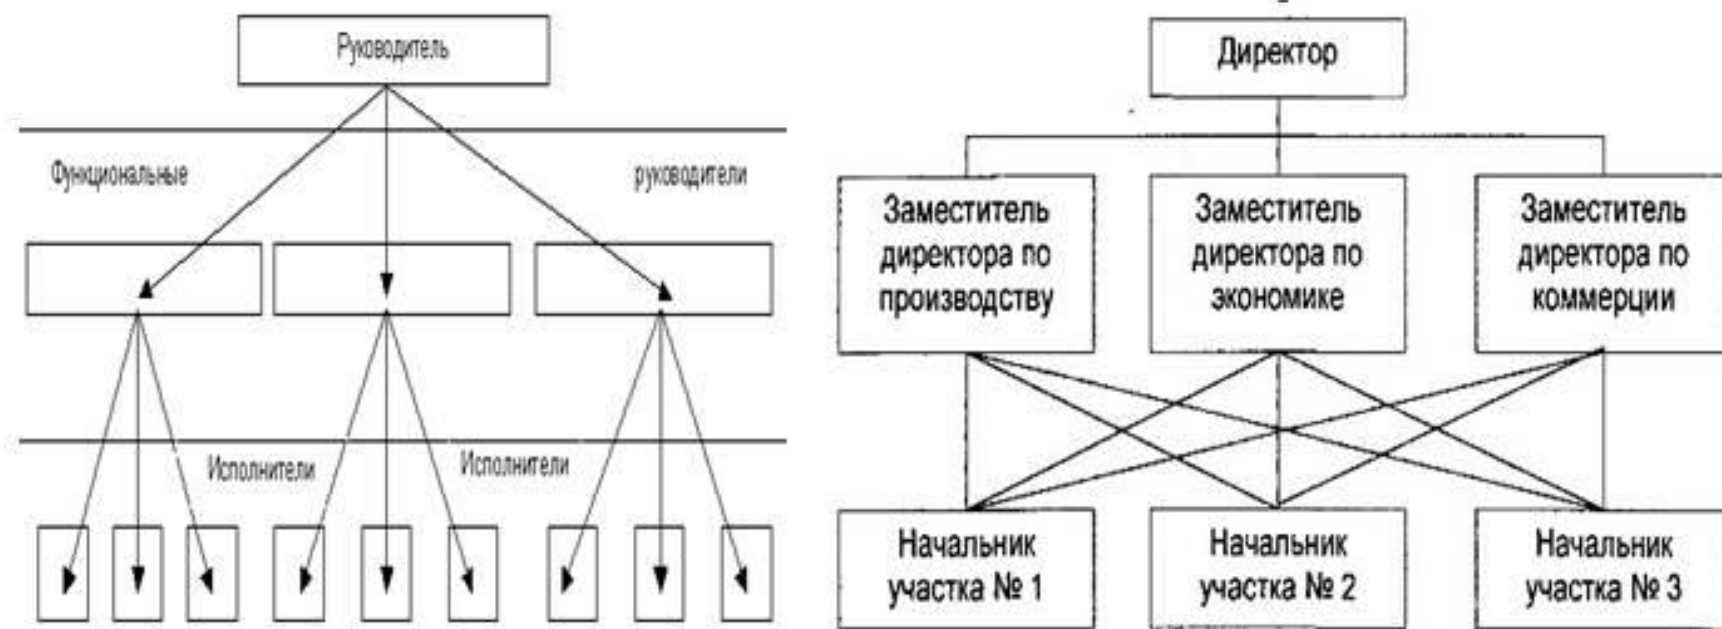 Руководитель
Функциональные руководители
Исполнители Исполнители
Директор
Заместитель
директора по
производству
Заместитель
директора по
экономике
Заместитель
директора по
коммерции
Начальник
участка № 1
Начальник
участка № 2
Начальник
участка № 3